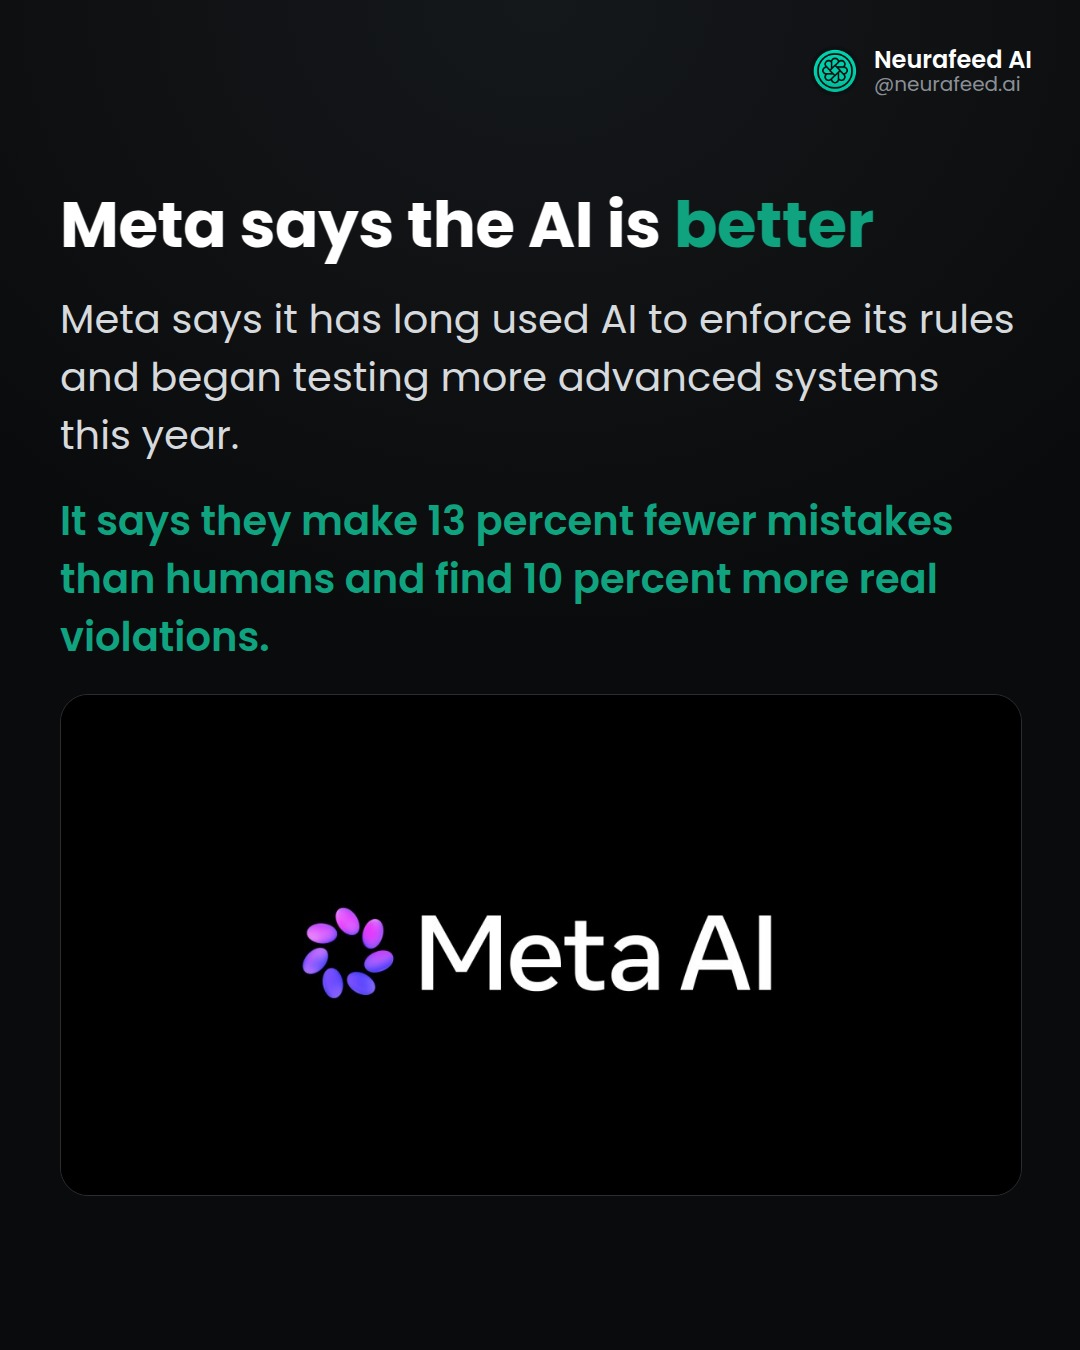 Neurafeed AI
@neurafeed.ai
Meta says the AI is better
Meta says it has long used AI to enforce its rules
and began testing more advanced systems
this year.
It says they make 13 percent fewer mistakes
than humans and find 10 percent more real
violations.
Meta AI